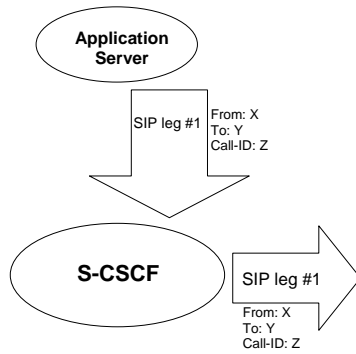 Application
Server
SIP leg #1
From: X
To: Y
Call-ID: Z
S-CSCF
SIP leg #1
From: X
To: Y
Call-ID: Z